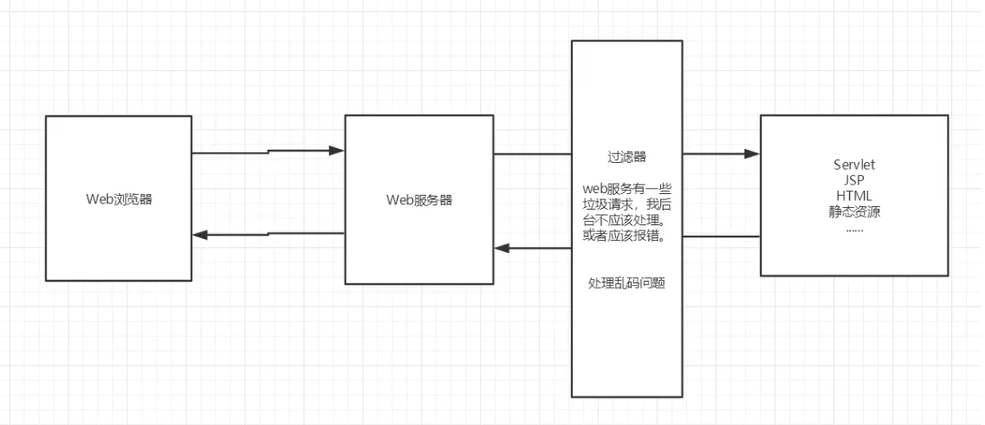 Web浏览器
Web服务器
过滤器
web服务有一些
垃圾请求，我后
台不应该处理。
或者应该报错。
处理乱码问题
Servlet
JSP
HTML
静态资源
......